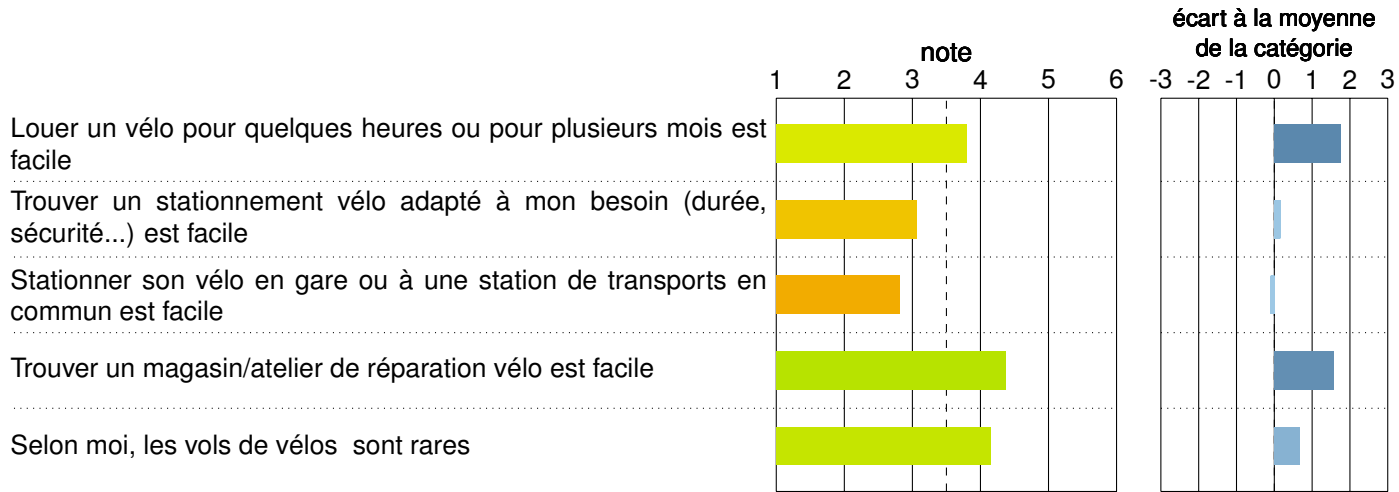 écart à la moyenne
note de la catégorie
1 2 3 4 5 6 -3 -2 -1 0 1 2 3
Louer un vélo pour quelques heures ou pour plusieurs mois est
facile
Trouver un stationnement vélo adapté à mon besoin (durée,
sécurité...) est facile
Stationner son vélo en gare ou à une station de transports en
commun est facile
Trouver un magasin/atelier de réparation vélo est facile
Selon moi, les vols de vélos sont rares